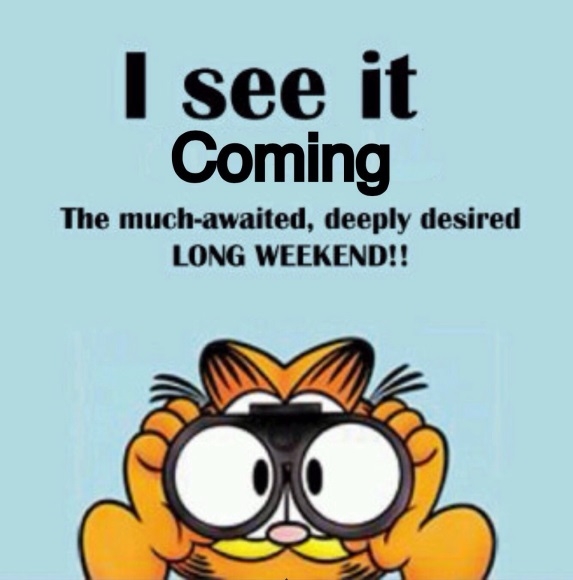 I see it
Coming
The much-awaited, deeply desired
LONG WEEKEND!!